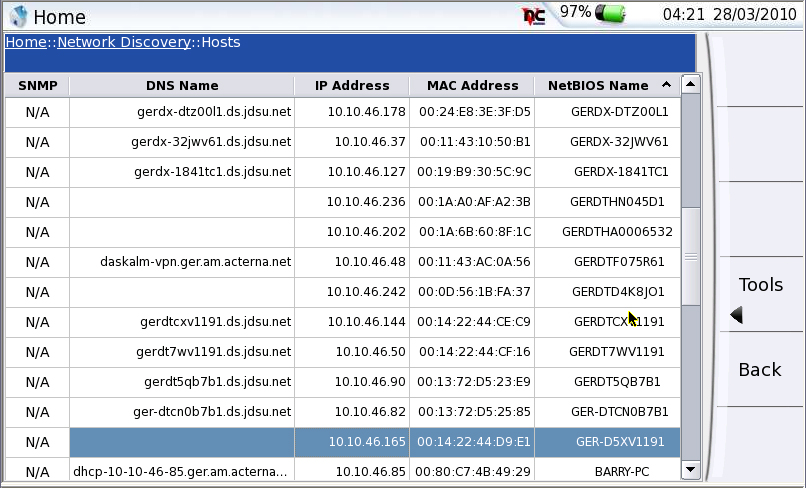 Home
DC 97% 04:21 28/03/2010
Home::Network Discovery::Hosts
SNMP DNS Name IP Address MAC Address NetBIOS Name
N/A gerdx-dtz00l1.ds.jdsu.net 10.10.46.178 00:24:E8:3E:3F:D5 GERDX-DTZ00L1
N/A gerdx-32jwv61.ds.jdsu.net 10.10.46.37 00:11:43:10:50:B1 GERDX-32JWV61
N/A gerdx-1841tc1.ds.jdsu.net 10.10.46.127 00:19:B9:30:5C:9C GERDX-1841TC1
N/A 10.10.46.236 00:1A:A0:AF:A2:3B GERDTHN045D1
N/A 10.10.46.202 00:1A:6B:60:8F:1C GERDTHA0006532
N/A daskalm-vpn.ger.am.acterna.net 10.10.46.48 00:11:43:AC:0A:56 GERDTF075R61
N/A 10.10.46.242 00:0D:56:1B:FA:37 GERDTD4K8JO1
N/A gerdtcxv1191.ds.jdsu.net 10.10.46.144 00:14:22:44:CE:C9
N/A gerdt7wv1191.ds.jdsu.net 10.10.46.50 00:14:22:44:CF:16 GERDT7WV1191
N/A gerdt5qb7b1.ds.jdsu.net 10.10.46.90 00:13:72:D5:23:E9 GERDT5QB7B1
N/A ger-dtcn0b7b1.ds.jdsu.net 10.10.46.82 00:13:72:D5:25:85 GER-DTCN0B7B1
N/A 10.10.46.165 00:14:22:44:D9:E1 GER-D5XV1191
N/A dhcp-10-10-46-85.ger.am.acterna... 10.10.46.85 00:80:C7:4B:49:29 BARRY-PC
Tools
Back